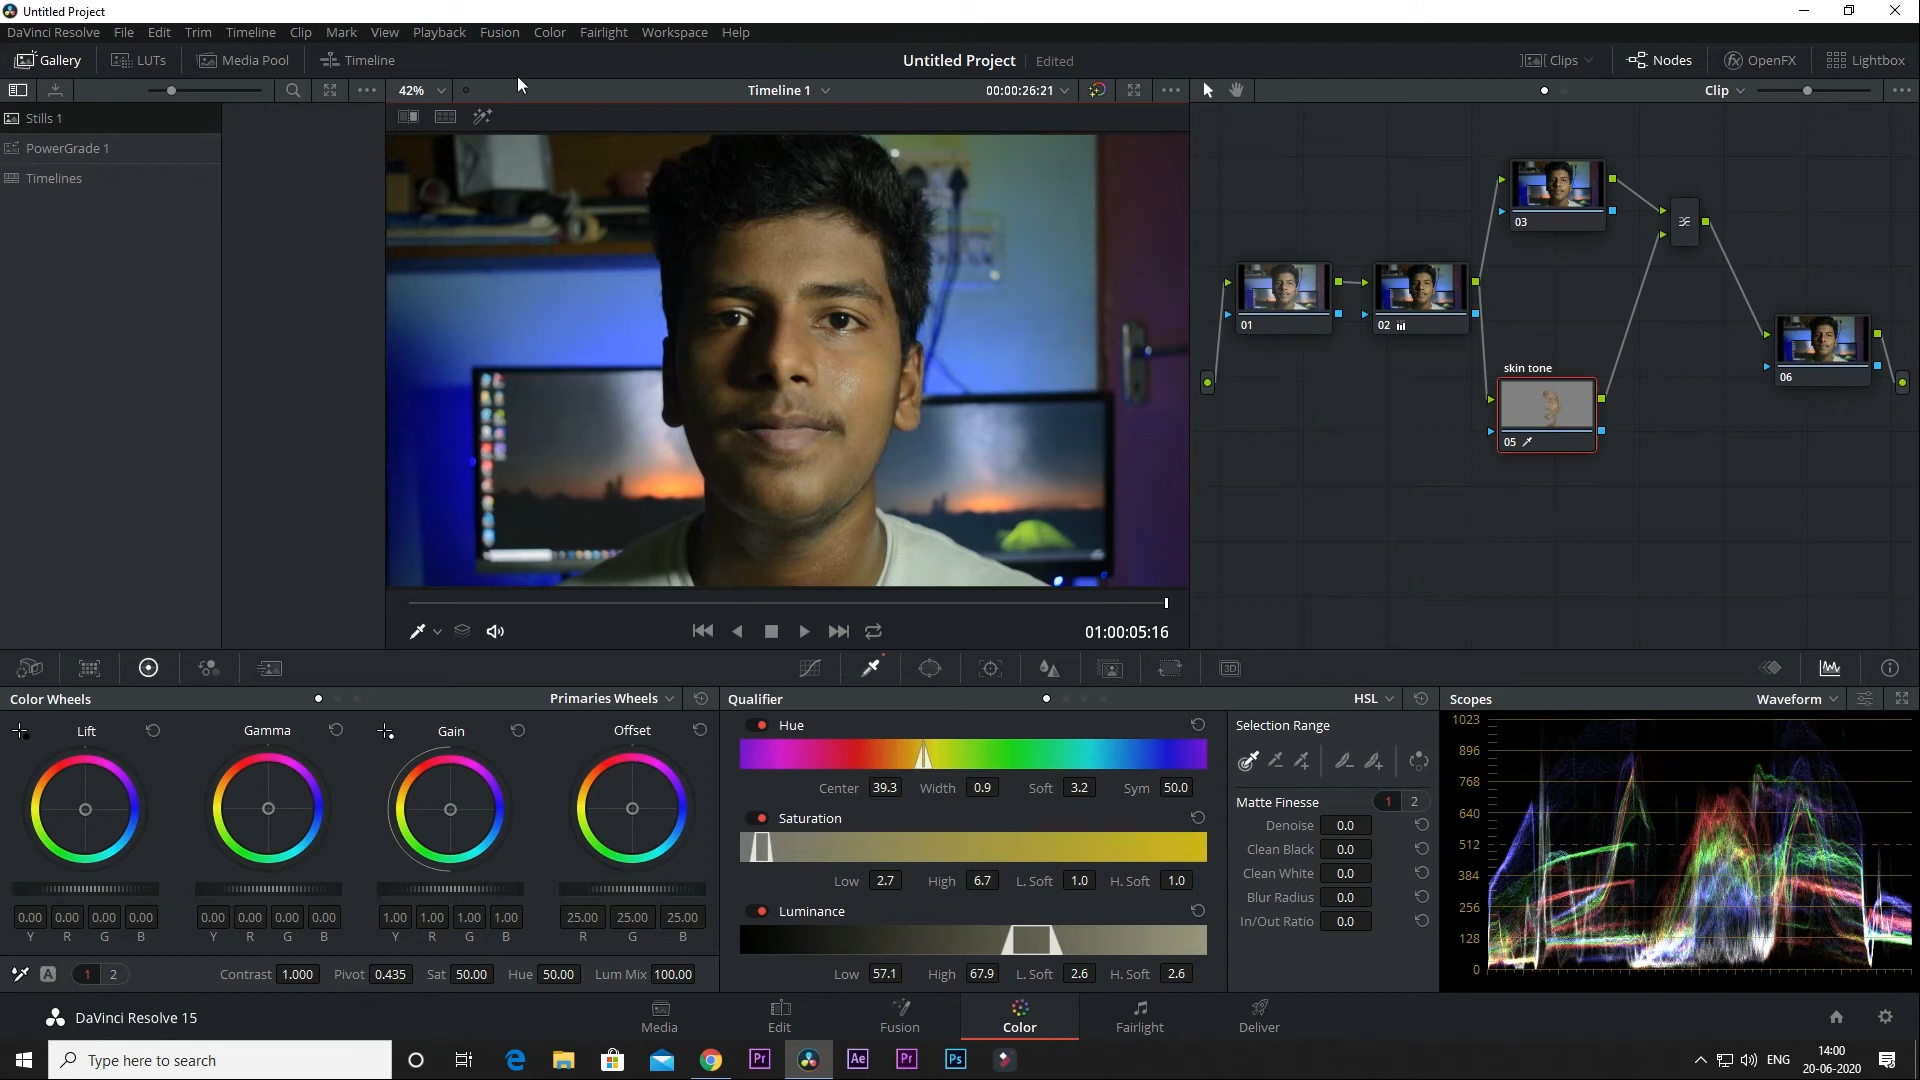 Untitled Project
DaVinci Resolve File Edit Trim Timeline Clip Mark View Playback Fusion Color Fairlight Workspace Help
Gallery LUTs Media Pool Timeline Untitled Project Edited Clips Nodes OpenFX Lightbox
42% Timeline 1 00:00:26:21 Clip
Stills 1
PowerGrade 1
Timelines
03
01
02
skin tone
05
06
01:00:05:16
Color Wheels Primaries Wheels
Lift Gamma Gain Offset
0.00 0.00 0.00 0.00 0.00 0.00 0.00 0.00 1.00 1.00 1.00 1.00 25.00 25.00 25.00
Y R G B Y R G B Y R G B R G B
A 1 2 Contrast 1.000 Pivot 0.435 Sat 50.00 Hue 50.00 Lum Mix 100.00
Qualifier HSL
Hue
Center 39.3 Width 0.9 Soft 3.2 Sym 50.0
Saturation
Low 2.7 High 6.7 L. Soft 1.0 H. Soft 1.0
Luminance
Low 57.1 High 67.9 L. Soft 2.6 H. Soft 2.6
Selection Range
Matte Finesse 1 2
Denoise 0.0
Clean Black 0.0
Clean White 0.0
Blur Radius 0.0
In/Out Ratio 0.0
Scopes Waveform
1023
896
768
640
512
384
256
128
0
3D
DaVinci Resolve 15
Media Edit Fusion Color Fairlight Deliver
Type here to search
Pr Ae Pr Ps
ENG
14:00
20-06-2020